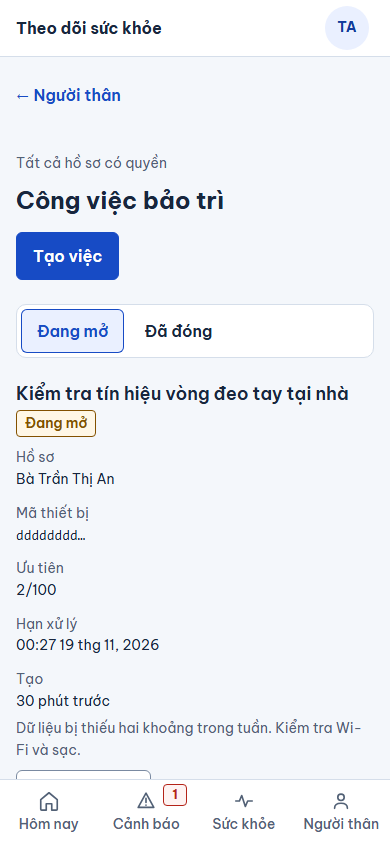 Theo dõi sức khỏe
TA
← Người thân
Tất cả hồ sơ có quyền
Công việc bảo trì
Tạo việc
Đang mở
Đã đóng
Kiểm tra tín hiệu vòng đeo tay tại nhà
Đang mở
Hồ sơ
Bà Trần Thị An
Mã thiết bị
dddddddd…
Ưu tiên
2/100
Hạn xử lý
00:27 19 thg 11, 2026
Tạo
30 phút trước
Dữ liệu bị thiếu hai khoảng trong tuần. Kiểm tra Wi-
Fi và sạc.
1
Hôm nay
Cảnh báo
Sức khỏe
Người thân